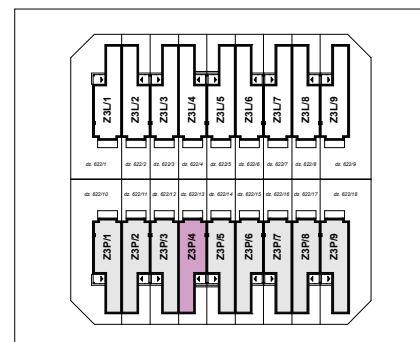 Z3L/1 Z3L/2 Z3L/3 Z3L/4 Z3L/5 Z3L/6 Z3L/7 Z3L/8 Z3L/9
dz. 622/1 dz. 622/2 dz. 622/3 dz. 622/4 dz. 622/5 dz. 622/6 dz. 622/7 dz. 622/8 dz. 622/9
dz. 622/10 dz. 622/11 dz. 622/12 dz. 622/13 dz. 622/14 dz. 622/15 dz. 622/16 dz. 622/17 dz. 622/18
Z3P/1 Z3P/2 Z3P/3 Z3P/4 Z3P/5 Z3P/6 Z3P/7 Z3P/8 Z3P/9